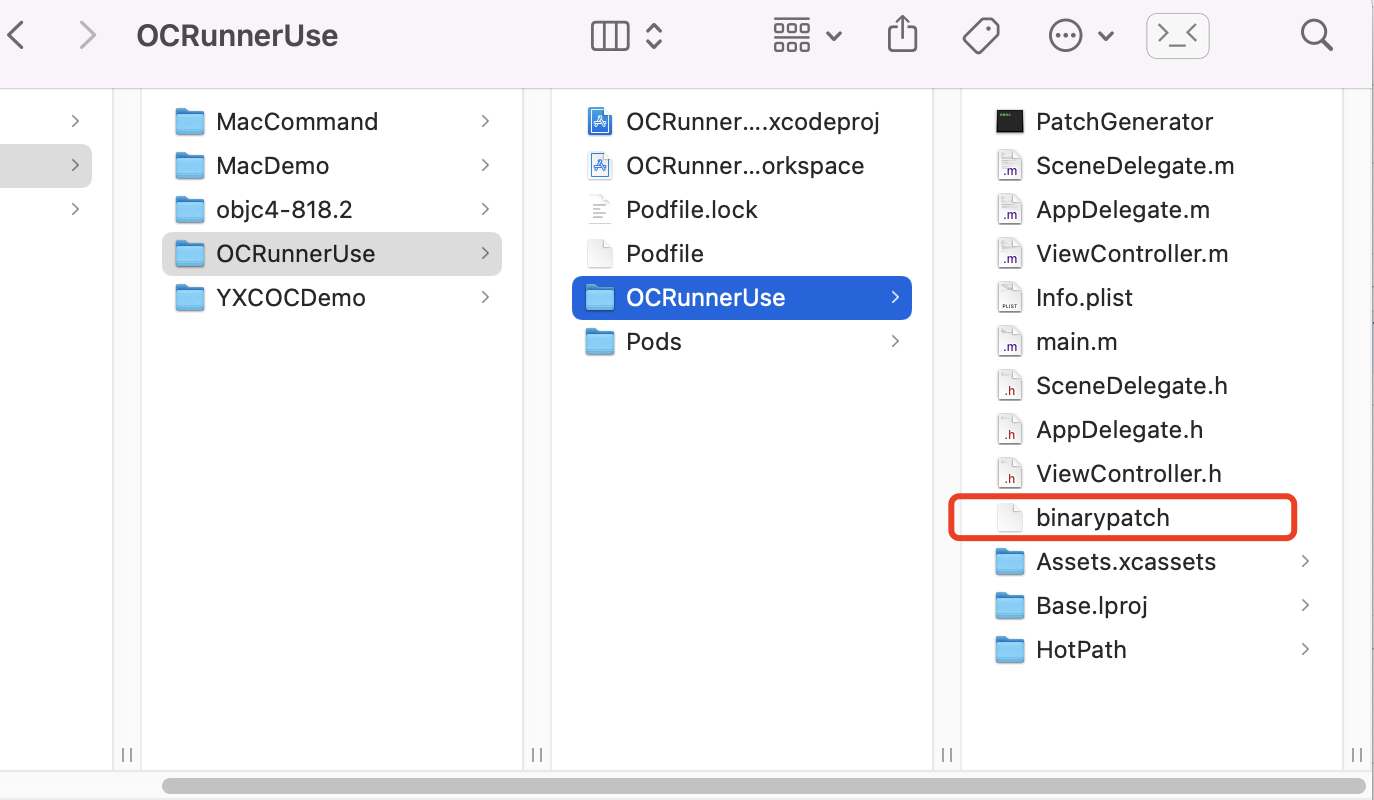 OCRunnerUse
MacCommand
MacDemo
objc4-818.2
OCRunnerUse
YXCOCDemo
OCRunner....xcodeproj
OCRunner...orkspace
Podfile.lock
Podfile
OCRunnerUse
Pods
PatchGenerator
SceneDelegate.m
AppDelegate.m
ViewController.m
Info.plist
main.m
SceneDelegate.h
AppDelegate.h
ViewController.h
binarypatch
Assets.xcassets
Base.lproj
HotPath
.m
.m
.m
PLIST
.m
.h
.h
.h